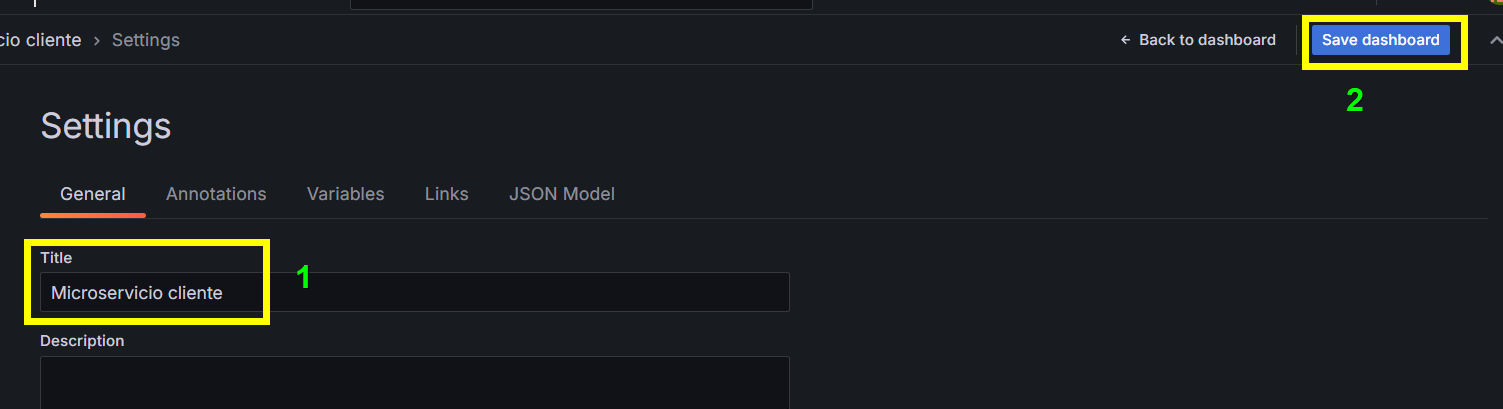 cio cliente > Settings
← Back to dashboard
Save dashboard
2
Settings
General
Annotations
Variables
Links
JSON Model
Title
1
Microservicio cliente
Description